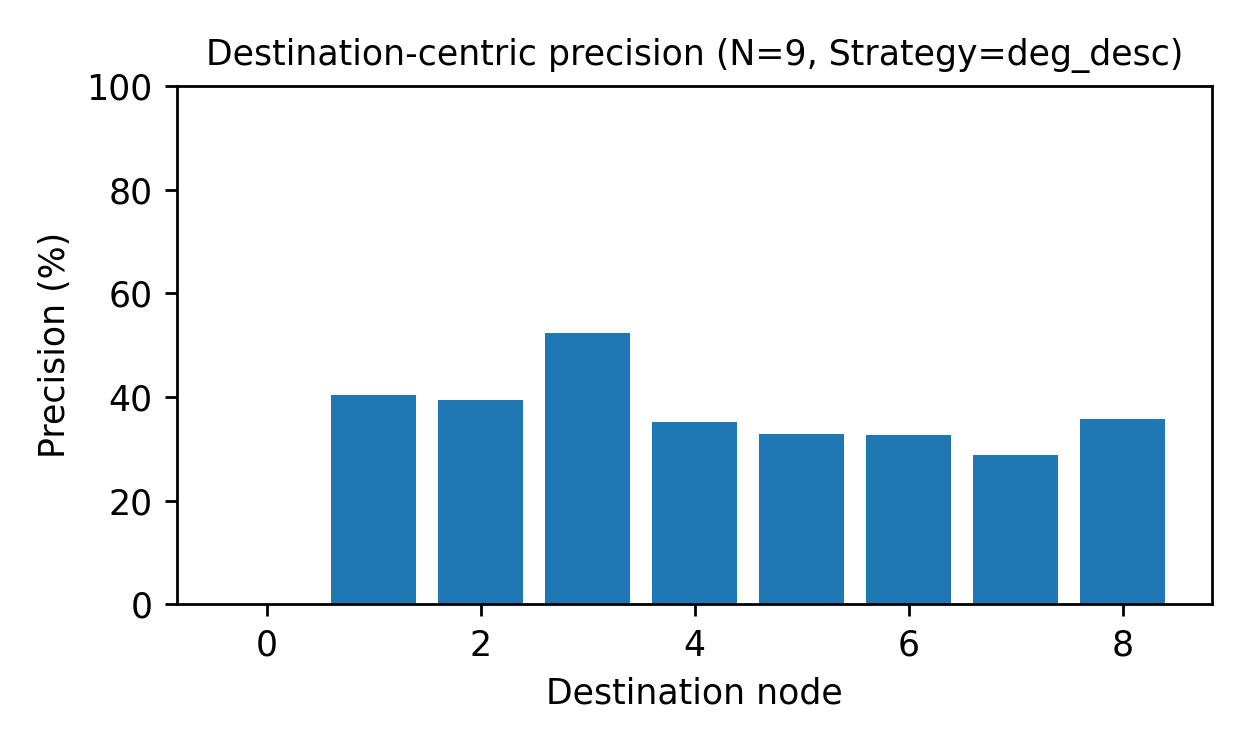 Destination-centric precision (N=9, Strategy=deg_desc)
Precision (%)
100
80
60
40
20
0
0 2 4 6 8
Destination node